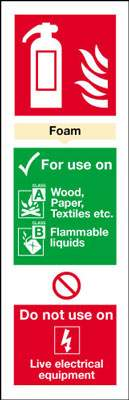 Foam
For use on
CLASS
A
Wood,
Paper,
Textiles etc.
CLASS
B
Flammable
liquids
Do not use on
Live electrical
equipment